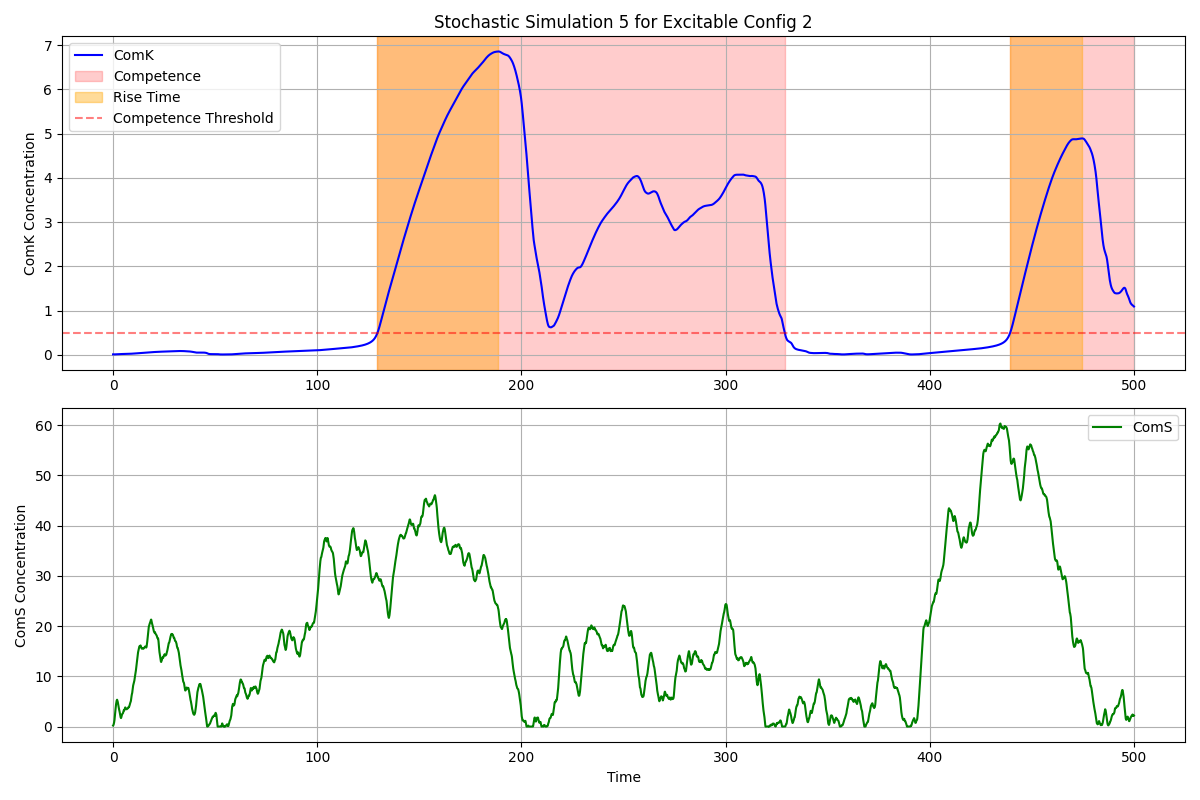 Stochastic Simulation 5 for Excitable Config 2
ComK Concentration
7
6
5
4
3
2
1
0
ComK
Competence
Rise Time
Competence Threshold
0 100 200 300 400 500
ComS Concentration
60
50
40
30
20
10
0
ComS
0 100 200 300 400 500
Time